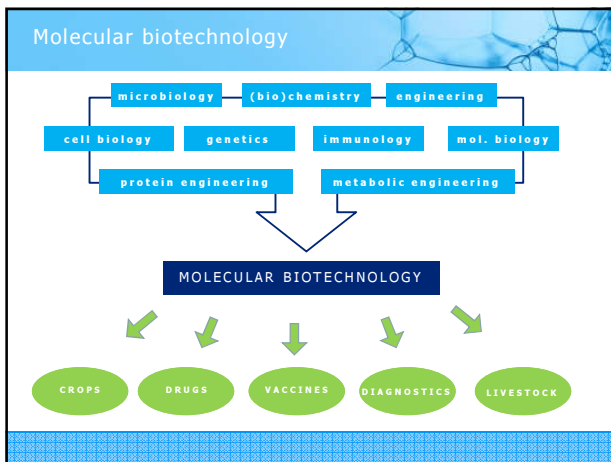 Molecular biotechnology
microbiology (bio)chemistry engineering
cell biology genetics immunology mol. biology
protein engineering metabolic engineering
MOLECULAR BIOTECHNOLOGY
CROPS DRUGS VACCINES DIAGNOSTICS LIVESTOCK